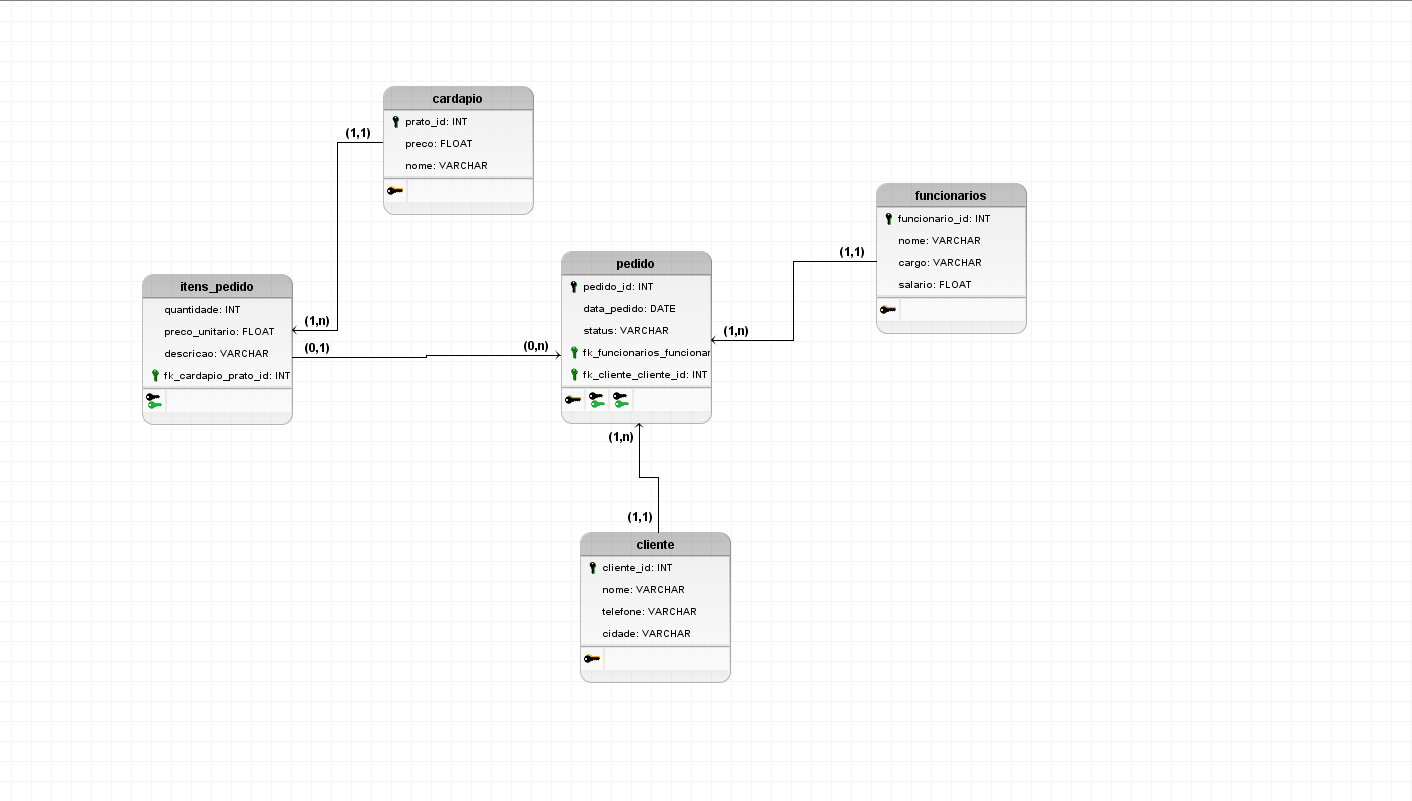 cardapio
prato_id: INT
preco: FLOAT
nome: VARCHAR
(1,1)
(1,n)
itens_pedido
quantidade: INT
preco_unitario: FLOAT
descricao: VARCHAR
fk_cardapio_prato_id: INT
(0,1)
(0,n)
pedido
pedido_id: INT
data_pedido: DATE
status: VARCHAR
fk_funcionarios_funcionar
fk_cliente_cliente_id: INT
(1,n)
(1,1)
funcionarios
funcionario_id: INT
nome: VARCHAR
cargo: VARCHAR
salario: FLOAT
(1,n)
(1,1)
cliente
cliente_id: INT
nome: VARCHAR
telefone: VARCHAR
cidade: VARCHAR